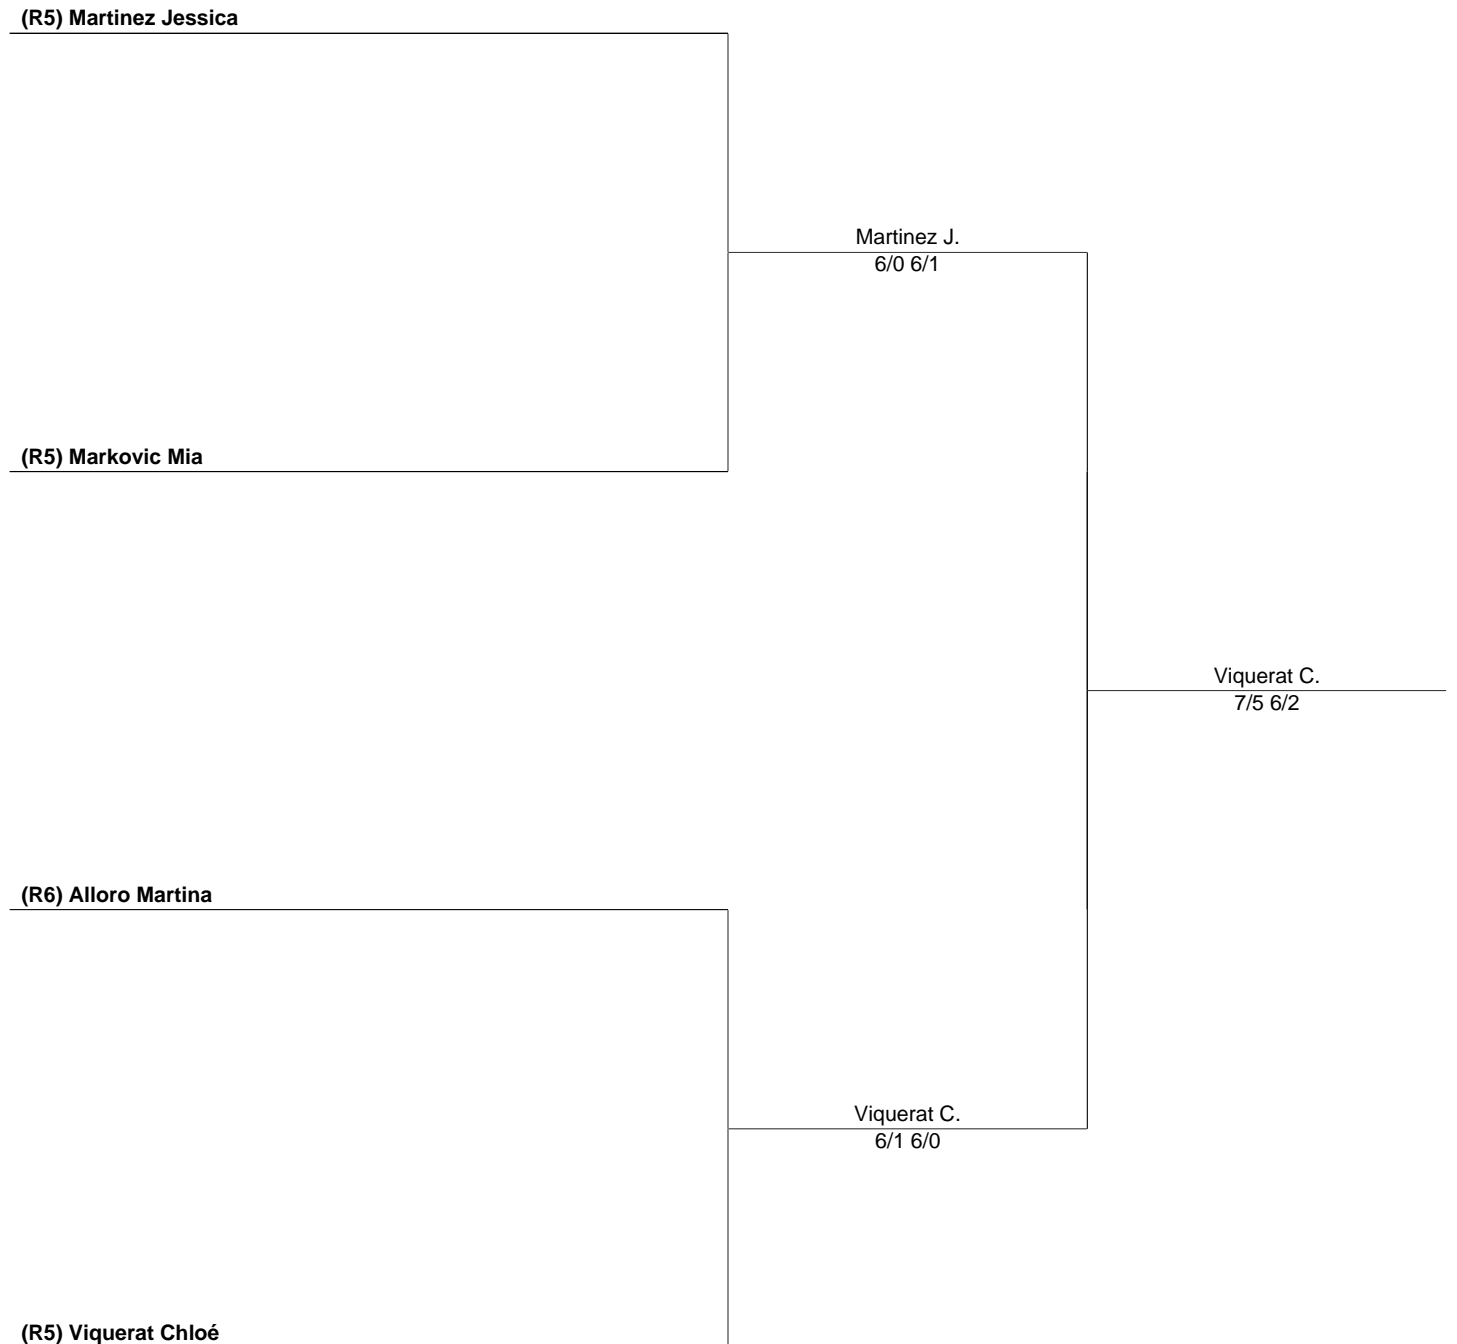 (R5) Martinez Jessica
Martinez J.
6/0 6/1
(R5) Markovic Mia
Viquerat C.
7/5 6/2
(R6) Alloro Martina
Viquerat C.
6/1 6/0
(R5) Viquerat Chloé